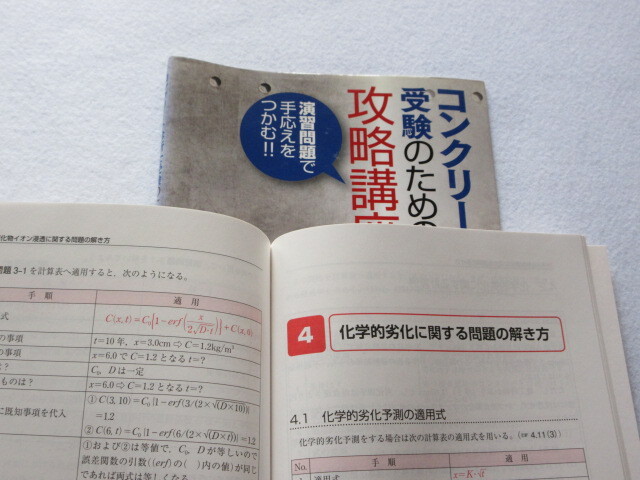 コンクリー
受験のための
攻略講座
演習問題で
手応えを
つかむ!!
化物イオン浸透に関する問題の解き方
問題 3-1 を計算表へ適用すると、次のようになる。
手 順 適 用
式 C(x, t)=C₀{1−erf(x/2√(D·t))}+C(x, 0)
の事項 t=10 年，x=3.0cm ⇨ C=1.2kg/m³
の事項 x=6.0 で C=1.2 となる t=?
は? C₀，D は一定
ものは? x=6.0 ⇨ C=1.2 となる t=?
に既知事項を代入 ① C(3, 10)=C₀{1−erf(3/(2×√(D×10))}
=1.2
② C(6, t)=C₀{1−erf(6/(2×√(D·t))}=1.2
①および②は等値で，C₀，D が等しいので
誤差関数の引数((erf)の(　)内の値)が同じ
であれば両式は等しくなる。
4 化学的劣化に関する問題の解き方
4.1 化学的劣化予測の適用式
化学的劣化予測をする場合は次の計算表の適用式を用いる。(☞ 4.11(3))
No. 手 順 適 用
適用式 x=K·√t